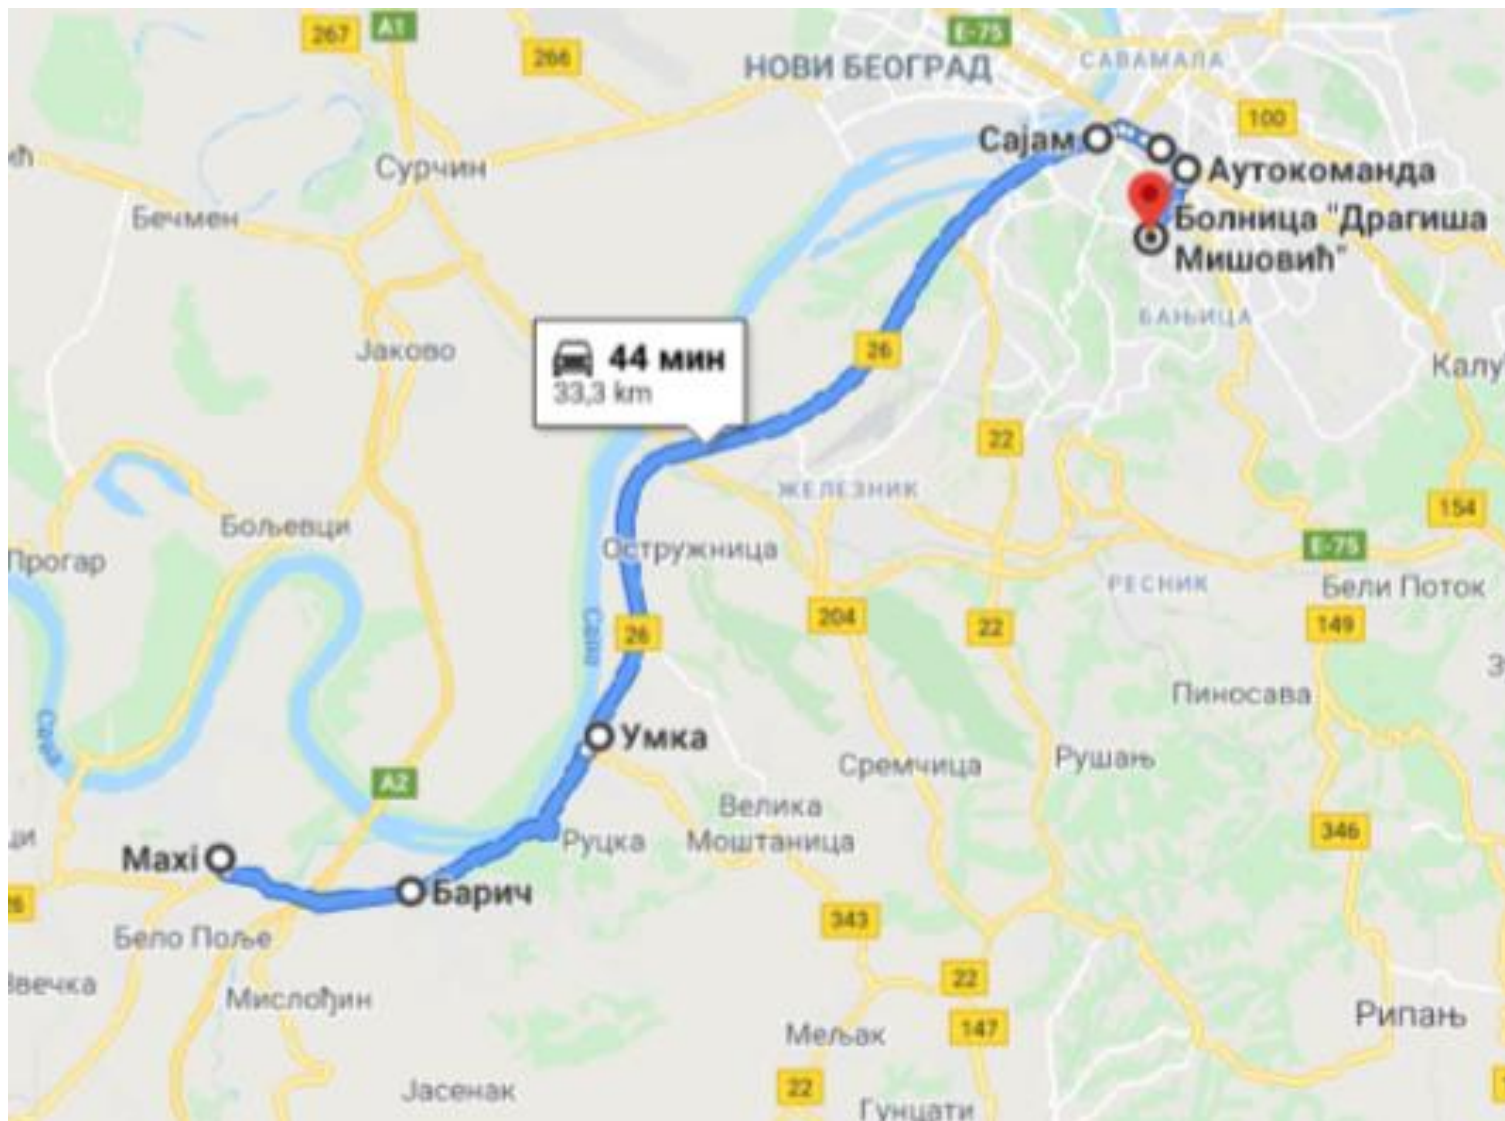 267
A1
266
E-75
НОВИ БЕОГРАД
САВАМАЛА
100
Сајам
Сурчин
Аутокоманда
Бечмен
Болница "Драгиша
Мишовић"
БАЊИЦА
44 мин
33,3 km
26
Јаково
Калу
22
ЖЕЛЕЗНИК
154
Бољевци
Прогар
Остружница
E-75
РЕСНИК
Бели Поток
204
26
22
149
Сава
Пиносава
Сава
Умка
Сремчица
Рушањ
A2
Велика
Моштаница
Руцка
346
ци
Maxi
Барич
26
343
Бело Поље
Звечка
Мислођин
22
147
Рипањ
Мељак
Јасенак
22
Гунцати